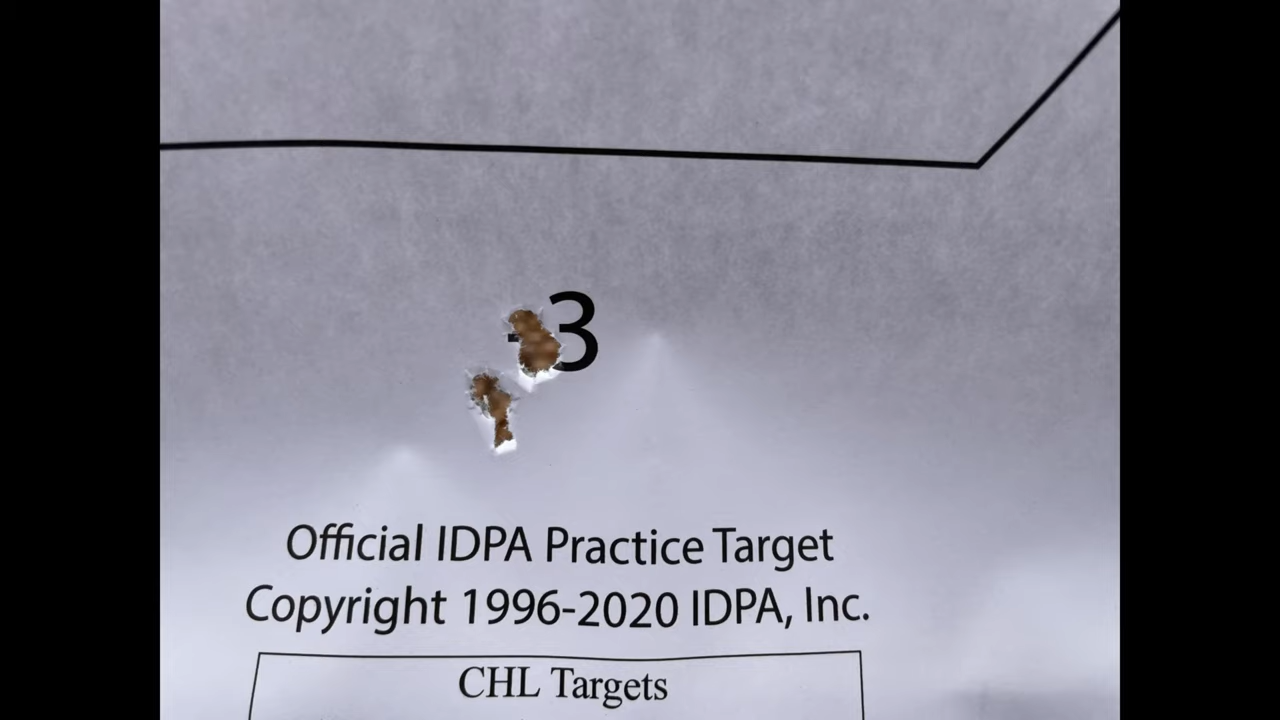 -3
Official IDPA Practice Target
Copyright 1996-2020 IDPA, Inc.
CHL Targets